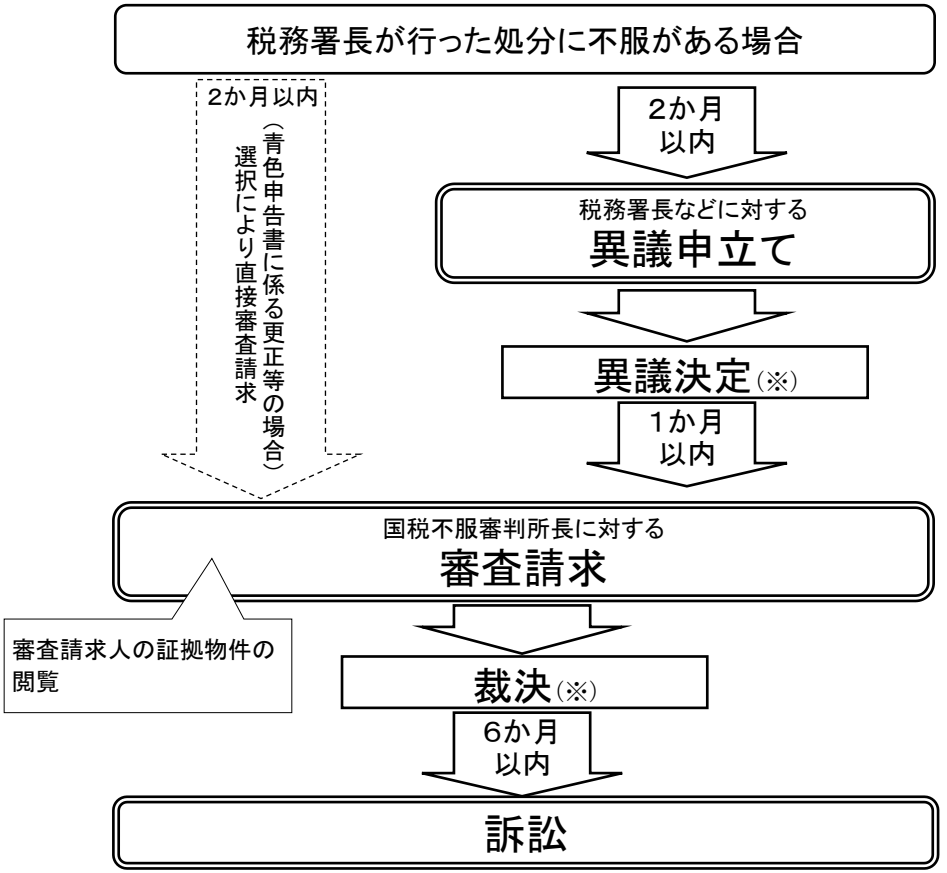 税務署長が行った処分に不服がある場合
2か月以内
(青色申告書に係る更正等の場合)
選択により直接審査請求
2か月
以内
税務署長などに対する
異議申立て
異議決定(※)
1か月
以内
国税不服審判所長に対する
審査請求
審査請求人の証拠物件の
閲覧
裁決(※)
6か月
以内
訴訟